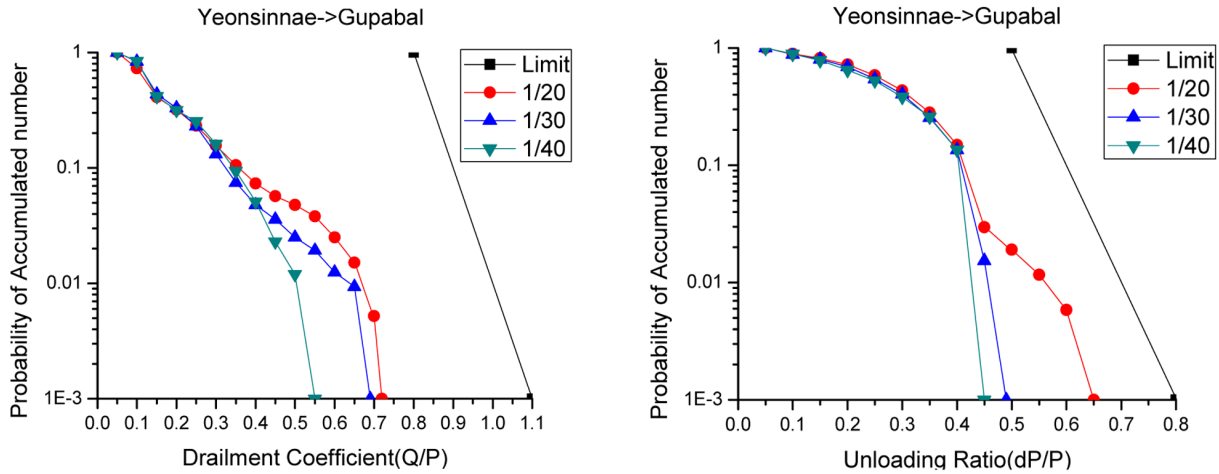 Yeonsinnae->Gupabal
Probability of Accumulated number
1
0.1
0.01
1E-3
Limit
1/20
1/30
1/40
0.0 0.1 0.2 0.3 0.4 0.5 0.6 0.7 0.8 0.9 1.0 1.1
Drailment Coefficient(Q/P)
Yeonsinnae->Gupabal
Probability of Accumulated number
1
0.1
0.01
1E-3
Limit
1/20
1/30
1/40
0.0 0.1 0.2 0.3 0.4 0.5 0.6 0.7 0.8
Unloading Ratio(dP/P)